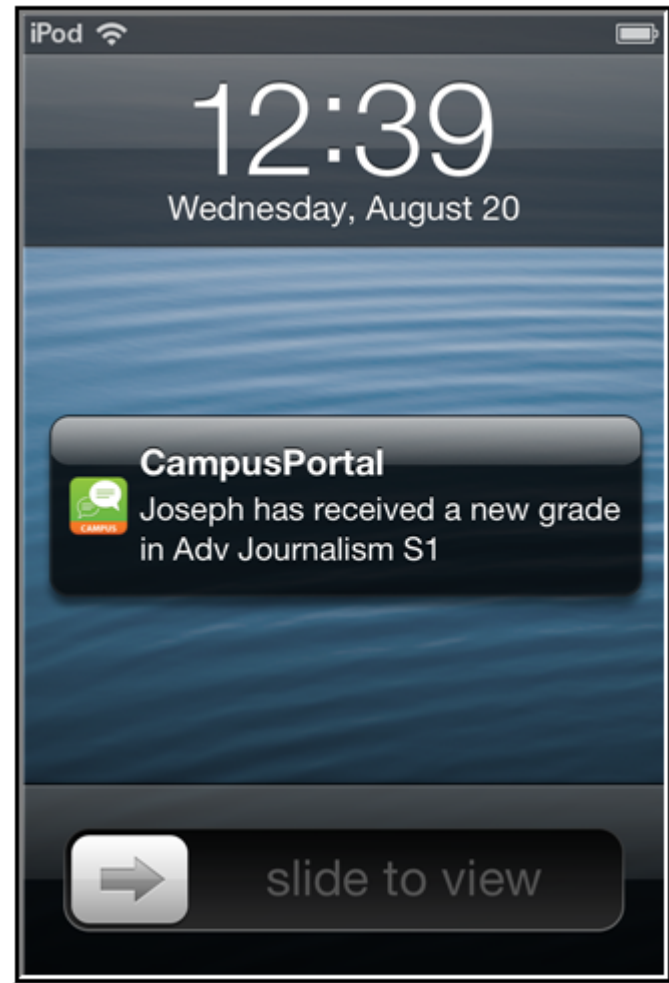 iPod
12:39
Wednesday, August 20
CampusPortal
CAMPUS
Joseph has received a new grade
in Adv Journalism S1
slide to view